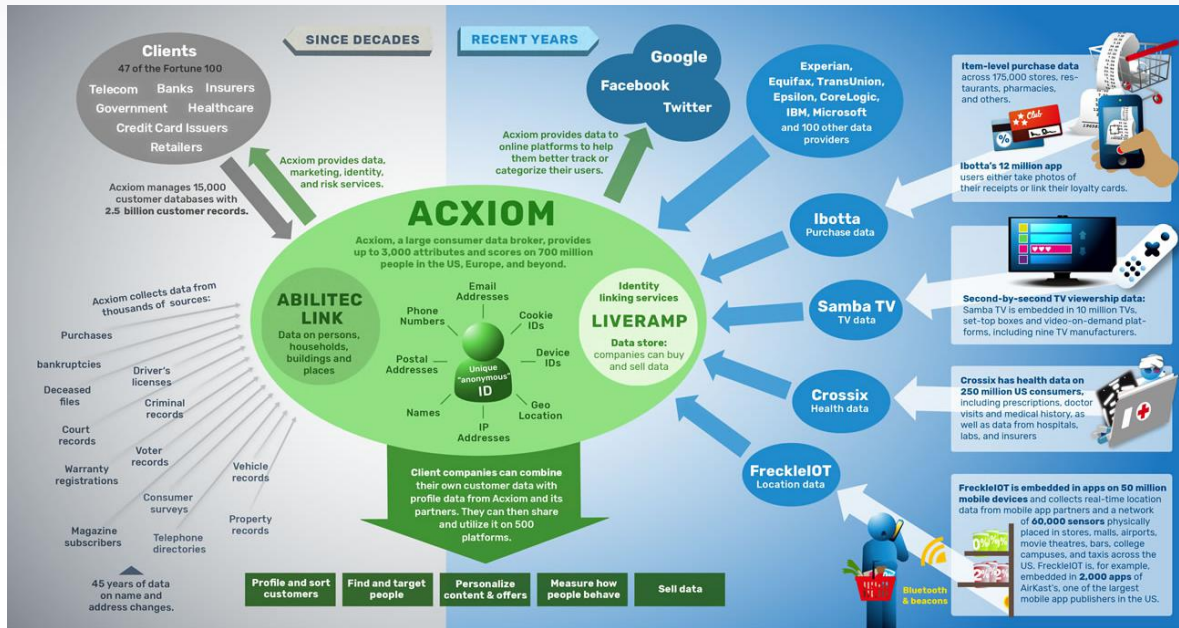 SINCE DECADES
RECENT YEARS
Clients
47 of the Fortune 100
Telecom Banks Insurers
Government Healthcare
Credit Card Issuers
Retailers
Acxiom provides data,
marketing, identity,
and risk services.
Acxiom manages 15,000
customer databases with
2.5 billion customer records.
Google
Facebook
Twitter
Acxiom provides data to
online platforms to help
them better track or
categorize their users.
Experian,
Equifax, TransUnion,
Epsilon, CoreLogic,
IBM, Microsoft
and 100 other data
providers
ACXIOM
Acxiom, a large consumer data broker, provides
up to 3,000 attributes and scores on 700 million
people in the US, Europe, and beyond.
ABILITEC
LINK
Data on persons,
households,
buildings and
places
Email
Addresses
Phone
Numbers
Cookie
IDs
Postal
Addresses
Device
IDs
Unique
"anonymous"
ID
Names
Geo
Location
IP
Addresses
Identity
linking services
LIVERAMP
Data store:
companies can buy
and sell data
Acxiom collects data from
thousands of sources:
Purchases
bankruptcies
Driver's
licenses
Deceased
files
Criminal
records
Court
records
Voter
records
Warranty
registrations
Vehicle
records
Consumer
surveys
Property
records
Magazine
subscribers
Telephone
directories
45 years of data
on name and
address changes.
Client companies can combine
their own customer data with
profile data from Acxiom and its
partners. They can then share
and utilize it on 500
platforms.
Profile and sort
customers
Find and target
people
Personalize
content & offers
Measure how
people behave
Sell data
Ibotta
Purchase data
Samba TV
TV data
Crossix
Health data
FreckleIOT
Location data
Item-level purchase data
across 175,000 stores, res-
taurants, pharmacies,
and others.
Club
%
Ibotta's 12 million app
users either take photos of
their receipts or link their loyalty cards.
Second-by-second TV viewership data:
Samba TV is embedded in 10 million TVs,
set-top boxes and video-on-demand plat-
forms, including nine TV manufacturers.
Crossix has health data on
250 million US consumers,
including prescriptions, doctor
visits and medical history, as
well as data from hospitals,
labs, and insurers
FreckleIOT is embedded in apps on 50 million
mobile devices and collects real-time location
data from mobile app partners and a network
of 60,000 sensors physically
placed in stores, malls, airports,
movie theatres, bars, college
campuses, and taxis across the
US. FreckleIOT is, for example,
embedded in 2,000 apps of
AirKast's, one of the largest
mobile app publishers in the US.
Bluetooth
& beacons